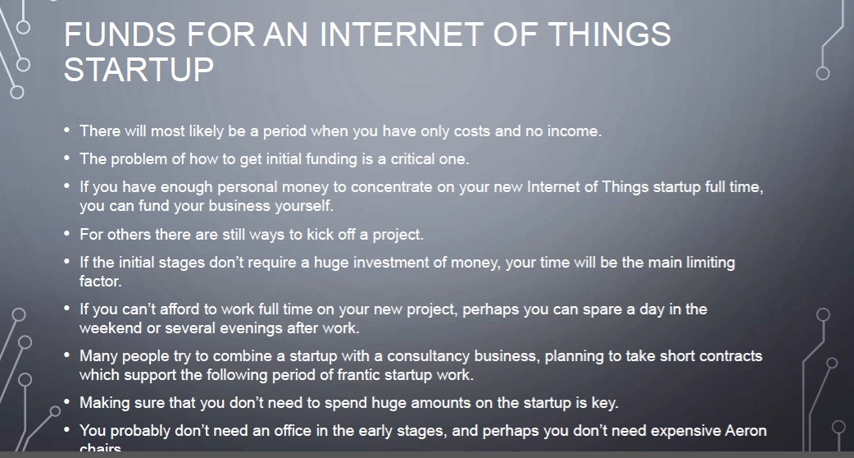 FUNDS FOR AN INTERNET OF THINGS
STARTUP
• There will most likely be a period when you have only costs and no income.
• The problem of how to get initial funding is a critical one.
• If you have enough personal money to concentrate on your new Internet of Things startup full time,
you can fund your business yourself.
• For others there are still ways to kick off a project.
• If the initial stages don't require a huge investment of money, your time will be the main limiting
factor.
• If you can't afford to work full time on your new project, perhaps you can spare a day in the
weekend or several evenings after work.
• Many people try to combine a startup with a consultancy business, planning to take short contracts
which support the following period of frantic startup work.
• Making sure that you don't need to spend huge amounts on the startup is key.
• You probably don't need an office in the early stages, and perhaps you don't need expensive Aeron
chairs